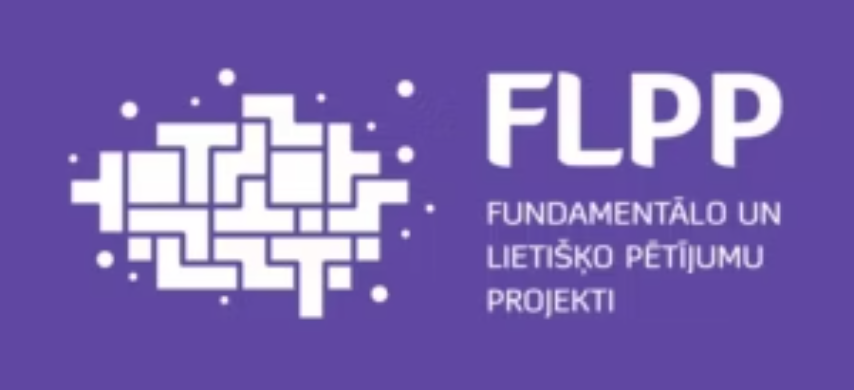 FLPP
FUNDAMENTĀLO UN
LIETIŠĶO PĒTĪJUMU
PROJEKTI